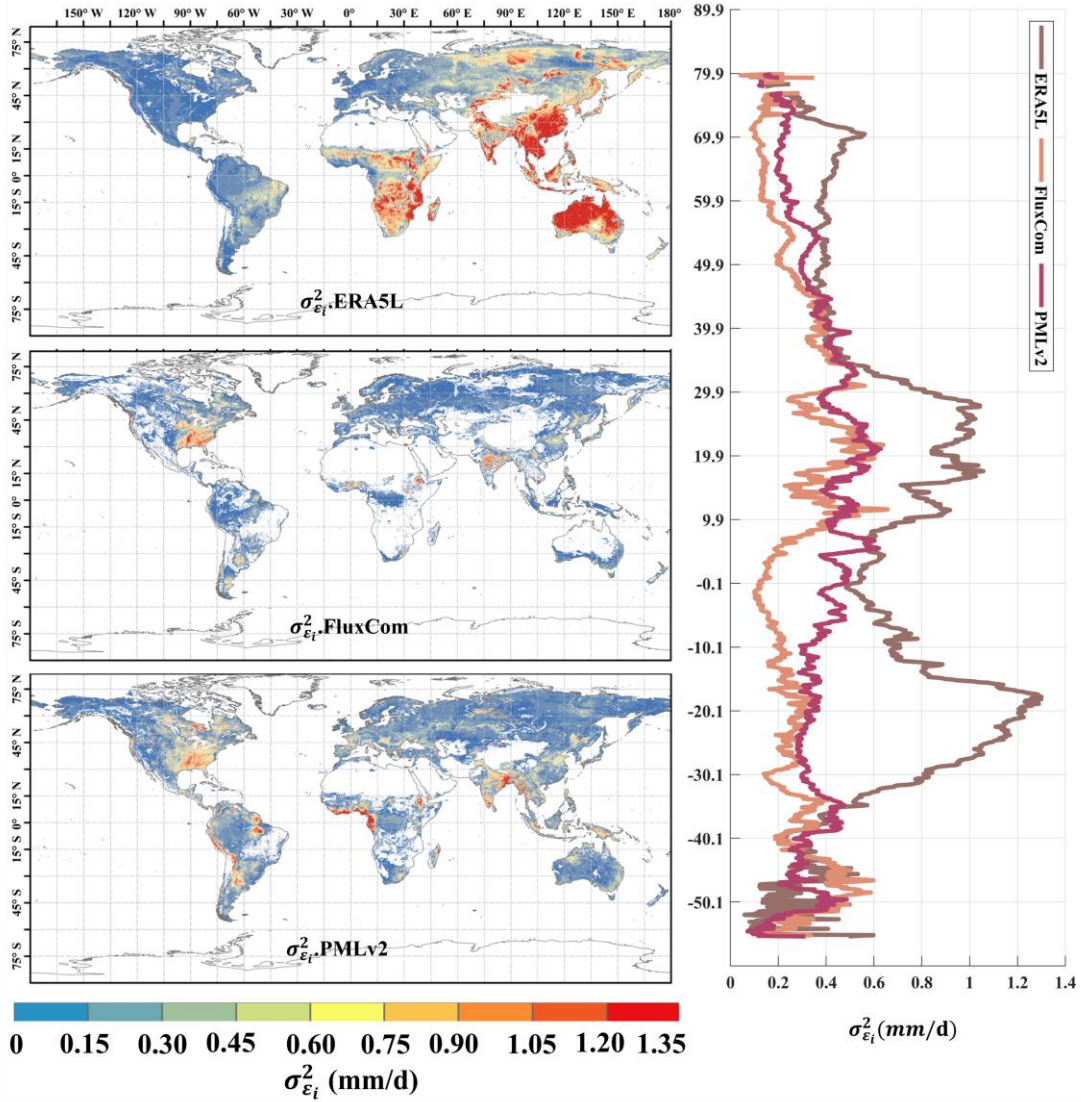 150° W 120° W 90° W 60° W 30° W 0° 30° E 60° E 90° E 120° E 150° E 180°
75° N
45° N
15° N
0°
15° S
45° S
75° S
σ²εᵢ.ERA5L
75° N
45° N
15° N
0°
15° S
45° S
75° S
σ²εᵢ.FluxCom
75° N
45° N
15° N
0°
15° S
45° S
75° S
σ²εᵢ.PMLv2
0 0.15 0.30 0.45 0.60 0.75 0.90 1.05 1.20 1.35
σ²εᵢ (mm/d)
89.9
79.9
69.9
59.9
49.9
39.9
29.9
19.9
9.9
-0.1
-10.1
-20.1
-30.1
-40.1
-50.1
ERA5L FluxCom PMLv2
0 0.2 0.4 0.6 0.8 1 1.2 1.4
σ²εᵢ(mm/d)